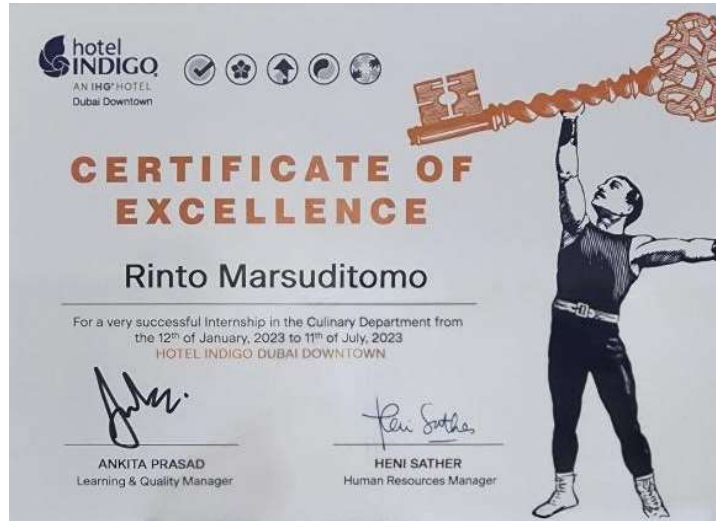 hotel
INDIGO
AN IHG® HOTEL
Dubai Downtown
CERTIFICATE OF
EXCELLENCE
Rinto Marsuditomo
For a very successful Internship in the Culinary Department from
the 12th of January, 2023 to 11th of July, 2023
HOTEL INDIGO DUBAI DOWNTOWN
Heni Sather
ANKITA PRASAD
Learning & Quality Manager
HENI SATHER
Human Resources Manager